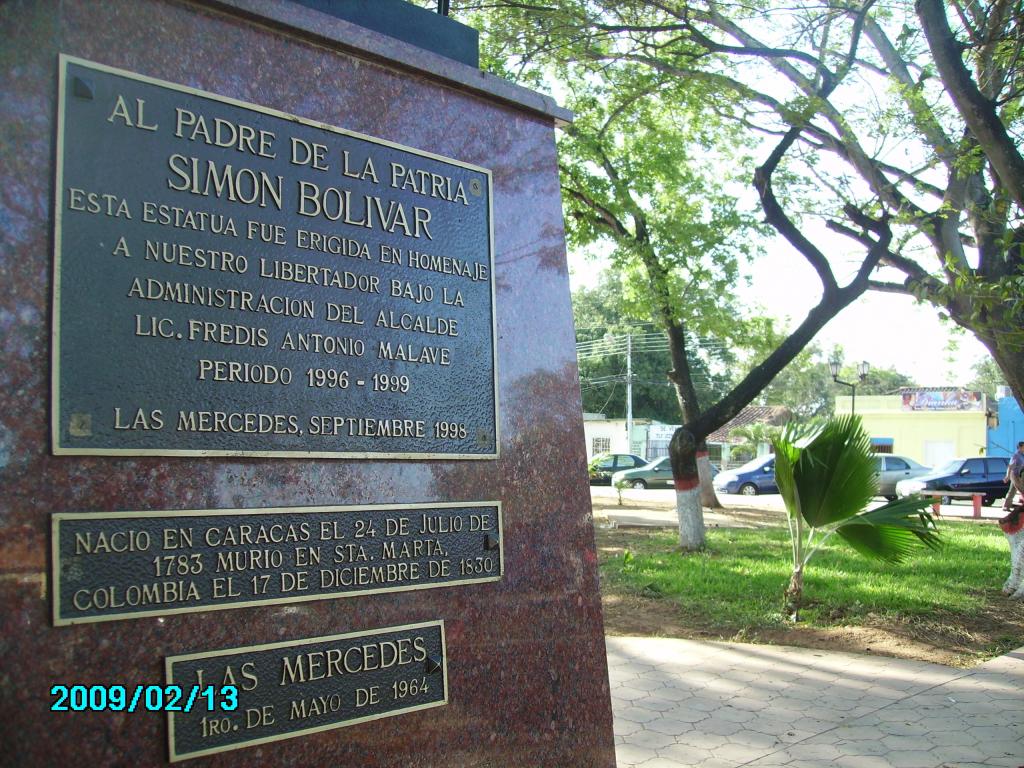 AL PADRE DE LA PATRIA
SIMON BOLIVAR
ESTA ESTATUA FUE ERIGIDA EN HOMENAJE
A NUESTRO LIBERTADOR BAJO LA
ADMINISTRACION DEL ALCALDE
LIC. FREDIS ANTONIO MALAVE
PERIODO 1996 - 1999
LAS MERCEDES, SEPTIEMBRE 1998
NACIO EN CARACAS EL 24 DE JULIO DE
1783 MURIO EN STA. MARTA,
COLOMBIA EL 17 DE DICIEMBRE DE 1830
LAS MERCEDES
1RO. DE MAYO DE 1964
2009/02/13